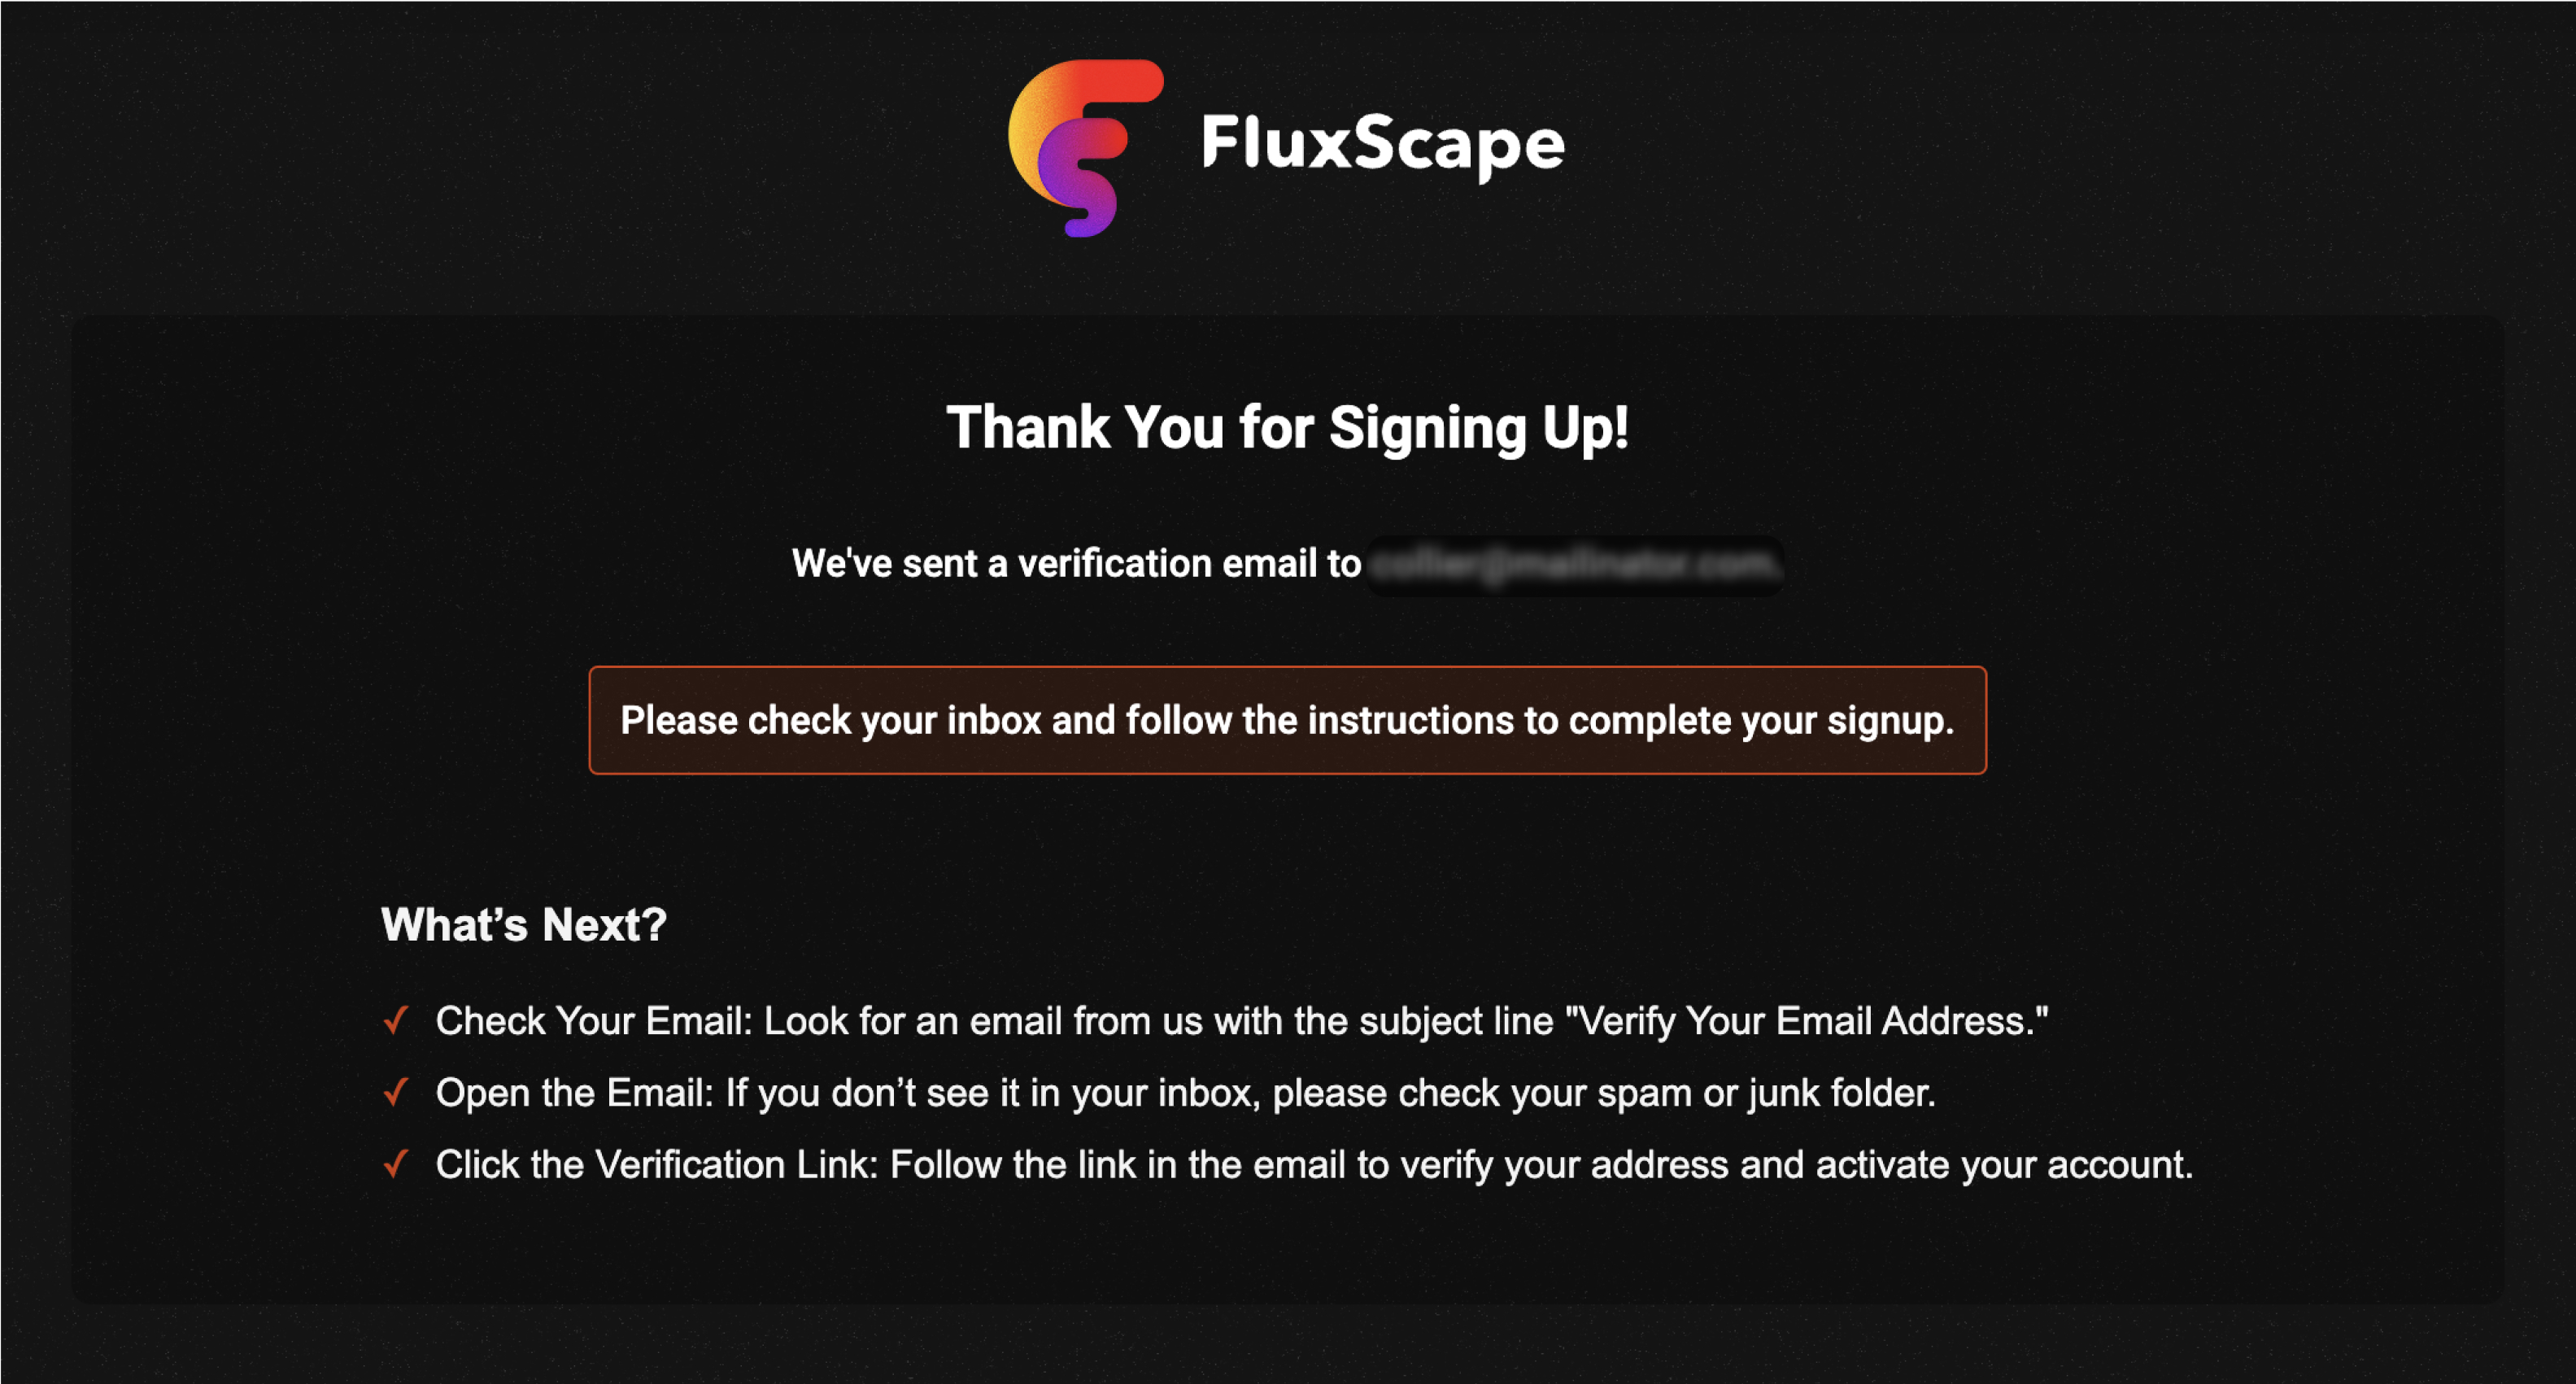 FluxScape
Thank You for Signing Up!
We've sent a verification email to
Please check your inbox and follow the instructions to complete your signup.
What’s Next?
✓ Check Your Email: Look for an email from us with the subject line "Verify Your Email Address."
✓ Open the Email: If you don’t see it in your inbox, please check your spam or junk folder.
✓ Click the Verification Link: Follow the link in the email to verify your address and activate your account.